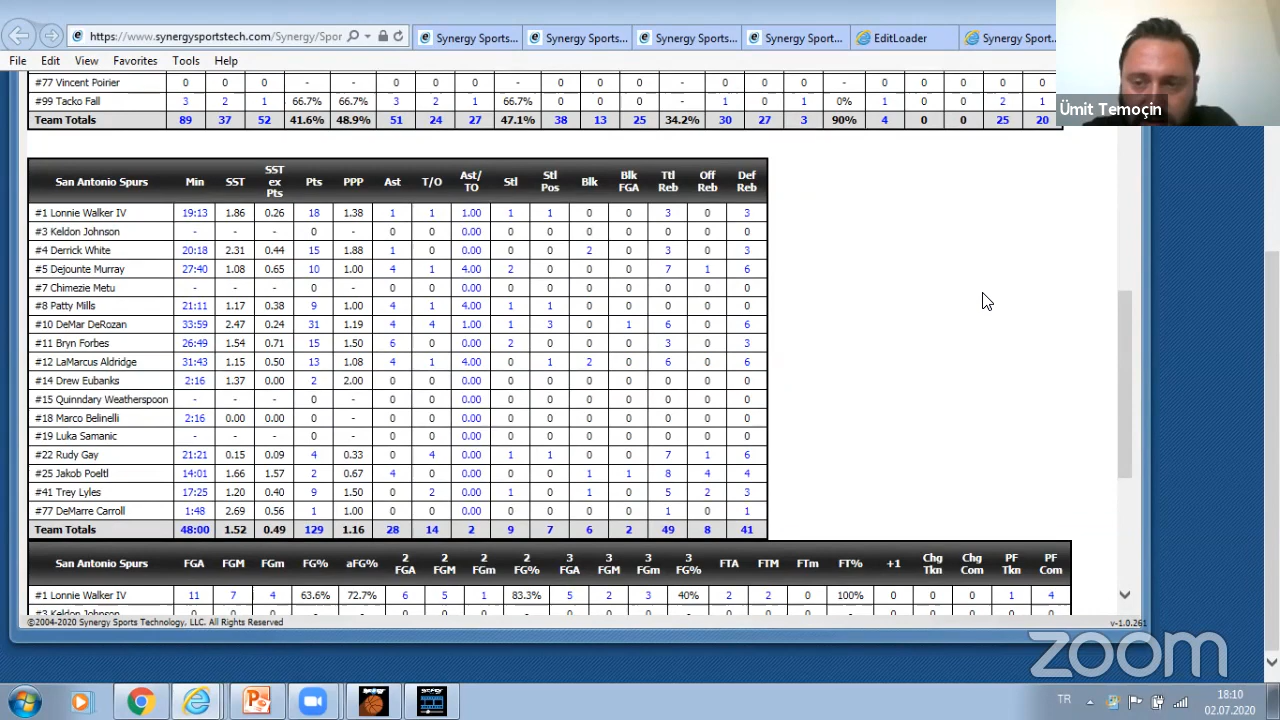 https://www.synergysportstech.com/Synergy/Spor
Synergy Sports...
Synergy Sports...
Synergy Sports...
Synergy Sport...
EditLoader
Synergy Sport...
File Edit View Favorites Tools Help
Ümit Temoçin
#77 Vincent Poirier 0 0 0 - - 0 0 0 - 0 0 0 - 0 0 0 - 0 0 0 0 0
#99 Tacko Fall 3 2 1 66.7% 66.7% 3 2 1 66.7% 0 0 0 - 1 0 1 0% 1 0 0 2 1
Team Totals 89 37 52 41.6% 48.9% 51 24 27 47.1% 38 13 25 34.2% 30 27 3 90% 4 0 0 25 20
San Antonio Spurs Min SST SST ex Pts Pts PPP Ast T/O Ast/ TO Stl Stl Pos Blk Blk FGA Ttl Reb Off Reb Def Reb
#1 Lonnie Walker IV 19:13 1.86 0.26 18 1.38 1 1 1.00 1 1 0 0 3 0 3
#3 Keldon Johnson - - - 0 - 0 0 0.00 0 0 0 0 0 0 0
#4 Derrick White 20:18 2.31 0.44 15 1.88 1 0 0.00 0 0 2 0 3 0 3
#5 Dejounte Murray 27:40 1.08 0.65 10 1.00 4 1 4.00 2 0 0 0 7 1 6
#7 Chimezie Metu - - - 0 - 0 0 0.00 0 0 0 0 0 0 0
#8 Patty Mills 21:11 1.17 0.38 9 1.00 4 1 4.00 1 1 0 0 0 0 0
#10 DeMar DeRozan 33:59 2.47 0.24 31 1.19 4 4 1.00 1 3 0 1 6 0 6
#11 Bryn Forbes 26:49 1.54 0.71 15 1.50 6 0 0.00 2 0 0 0 3 0 3
#12 LaMarcus Aldridge 31:43 1.15 0.50 13 1.08 4 1 4.00 0 1 2 0 6 0 6
#14 Drew Eubanks 2:16 1.37 0.00 2 2.00 0 0 0.00 0 0 0 0 0 0 0
#15 Quinndary Weatherspoon - - - 0 - 0 0 0.00 0 0 0 0 0 0 0
#18 Marco Belinelli 2:16 0.00 0.00 0 - 0 0 0.00 0 0 0 0 0 0 0
#19 Luka Samanic - - - 0 - 0 0 0.00 0 0 0 0 0 0 0
#22 Rudy Gay 21:21 0.15 0.09 4 0.33 0 4 0.00 1 1 0 0 7 1 6
#25 Jakob Poeltl 14:01 1.66 1.57 2 0.67 4 0 0.00 0 0 1 1 8 4 4
#41 Trey Lyles 17:25 1.20 0.40 9 1.50 0 2 0.00 1 0 1 0 5 2 3
#77 DeMarre Carroll 1:48 2.69 0.56 1 1.00 0 0 0.00 0 0 0 0 1 0 1
Team Totals 48:00 1.52 0.49 129 1.16 28 14 2 9 7 6 2 49 8 41
San Antonio Spurs FGA FGM FGm FG% aFG% 2 FGA 2 FGM 2 FGm 2 FG% 3 FGA 3 FGM 3 FGm 3 FG% FTA FTM FTm FT% +1 Chg Tkn Chg Com PF Tkn PF Com
#1 Lonnie Walker IV 11 7 4 63.6% 72.7% 6 5 1 83.3% 5 2 3 40% 2 2 0 100% 0 0 0 1 4
#3 Keldon Johnson
©2004-2020 Synergy Sports Technology, LLC. All Rights Reserved
v-1.0.261
zoom
TR
18:10
02.07.2020